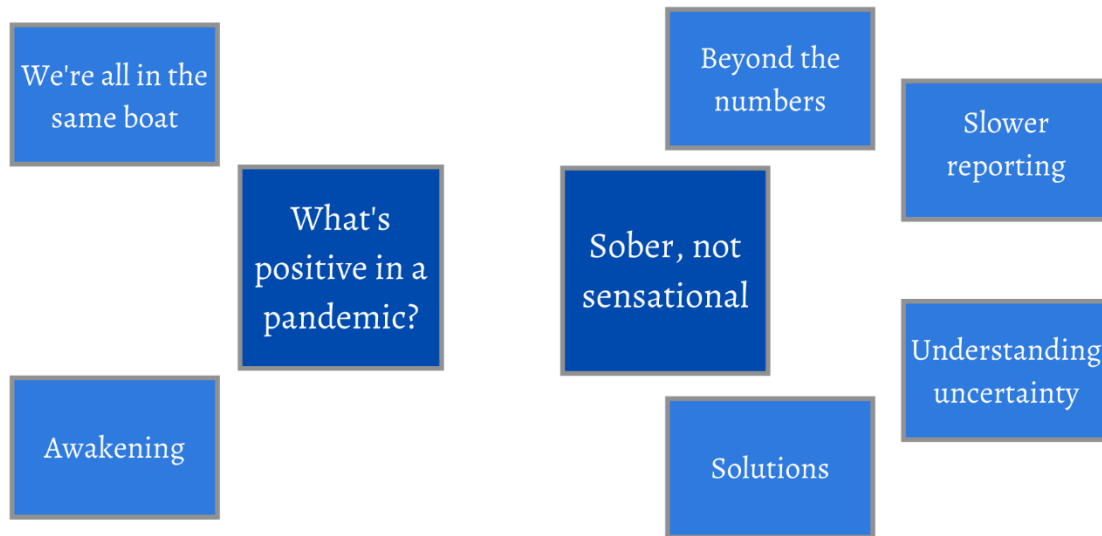 We're all in the
same boat
What's
positive in a
pandemic?
Awakening
Beyond the
numbers
Slower
reporting
Sober, not
sensational
Understanding
uncertainty
Solutions